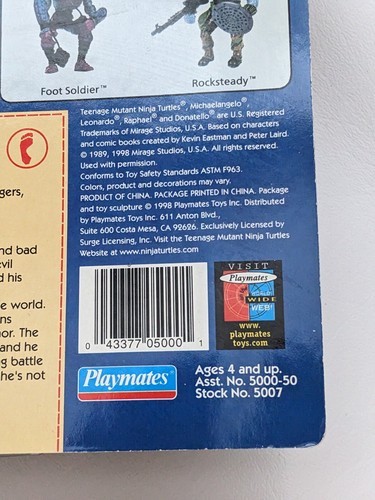 Foot Soldier™
Rocksteady™
Teenage Mutant Ninja Turtles®, Michaelangelo®,
Leonardo®, Raphael® and Donatello® are U.S. Registered
Trademarks of Mirage Studios, U.S.A. Based on characters
and comic books created by Kevin Eastman and Peter Laird.
© 1989, 1998 Mirage Studios, U.S.A. All rights reserved.
Used with permission.
Conforms to Toy Safety Standards ASTM F963.
Colors, product and decorations may vary.
PRODUCT OF CHINA. PACKAGE PRINTED IN CHINA. Package
and toy sculpture © 1998 Playmates Toys Inc. Distributed
by Playmates Toys Inc. 611 Anton Blvd.,
Suite 600 Costa Mesa, CA. 92626. Exclusively Licensed by
Surge Licensing, Inc. Visit the Teenage Mutant Ninja Turtles
Website at www.ninjaturtles.com
gers,
nd bad
evil
d his
e world.
ns
nor. The
and he
g battle
he's not
0 43377 05000 1
VISIT
Playmates
WIDE
WEB!
www.
playmates
toys.com
Playmates®
Ages 4 and up.
Asst. No. 5000-50
Stock No. 5007